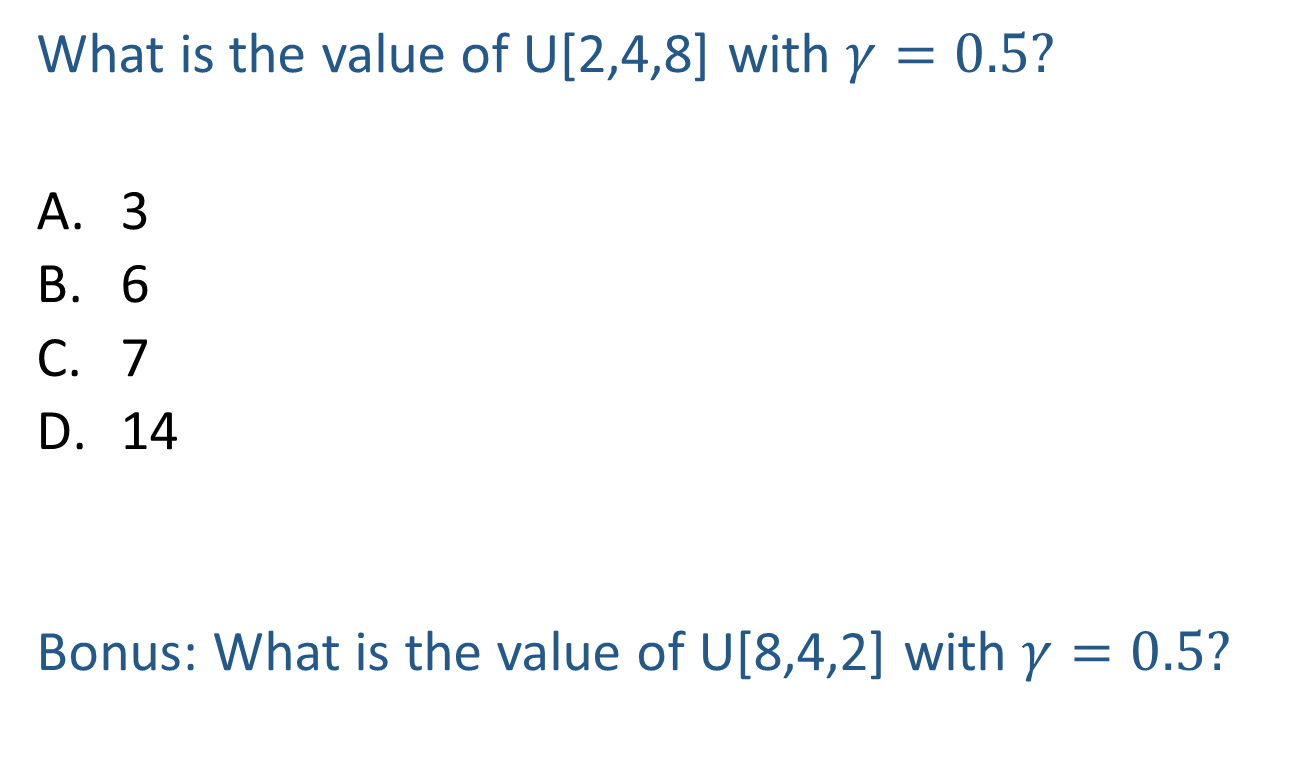 What is the value of U[2,4,8] with γ = 0.5?
A. 3
B. 6
C. 7
D. 14
Bonus: What is the value of U[8,4,2] with γ = 0.5?